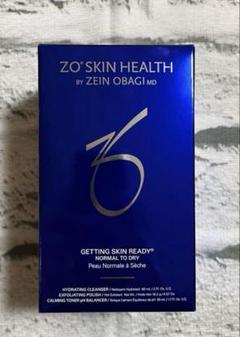 ZO® SKIN HEALTH
BY ZEIN OBAGI MD
GETTING SKIN READY®
NORMAL TO DRY
Peau Normale à Sèche
HYDRATING CLEANSER
EXFOLIATING POLISH
CALMING TONER pH BALANCER